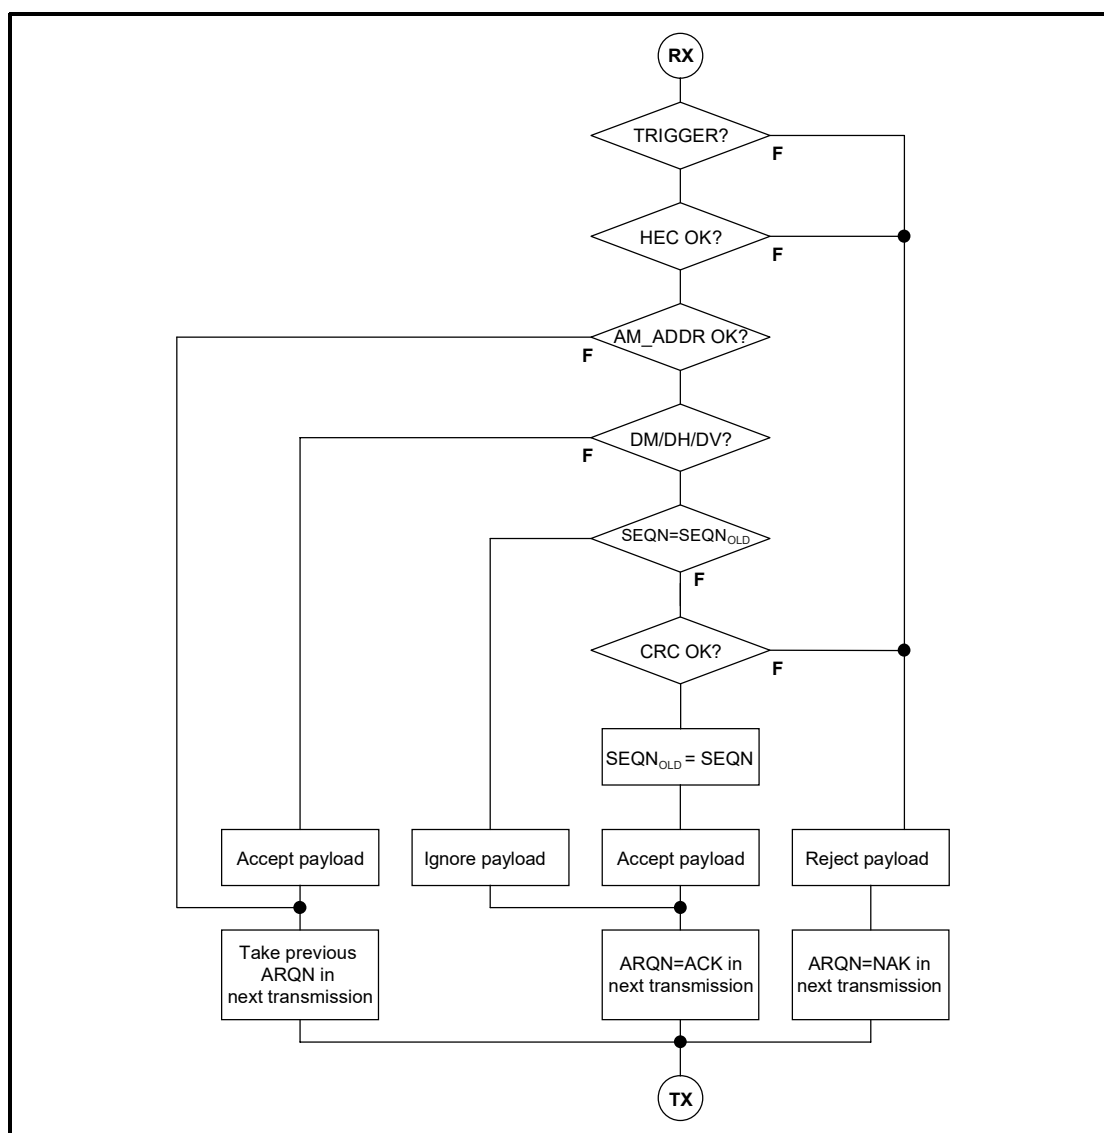 RX
TRIGGER?
F
HEC OK?
F
AM_ADDR OK?
F
DM/DH/DV?
F
SEQN=SEQNOLD
F
CRC OK?
F
SEQNOLD = SEQN
Accept payload
Ignore payload
Accept payload
Reject payload
Take previous
ARQN in
next transmission
ARQN=ACK in
next transmission
ARQN=NAK in
next transmission
TX